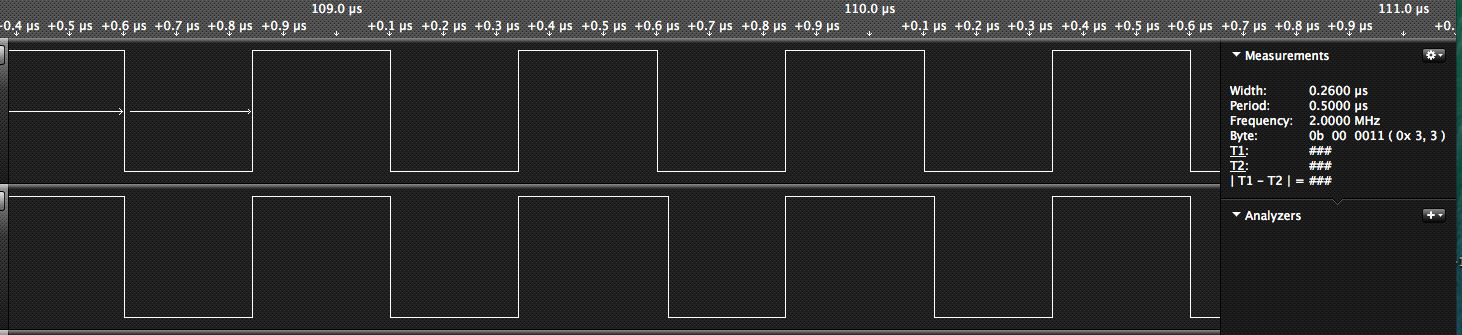 109.0 µs 110.0 µs 111.0 µs
+0.4 µs +0.5 µs +0.6 µs +0.7 µs +0.8 µs +0.9 µs +0.1 µs +0.2 µs +0.3 µs +0.4 µs +0.5 µs +0.6 µs +0.7 µs +0.8 µs +0.9 µs +0.1 µs +0.2 µs +0.3 µs +0.4 µs +0.5 µs +0.6 µs +0.7 µs +0.8 µs +0.9 µs +0.
Measurements
Width: 0.2600 µs
Period: 0.5000 µs
Frequency: 2.0000 MHz
Byte: 0b 00 0011 ( 0x 3, 3 )
T1: ###
T2: ###
| T1 - T2 | = ###
Analyzers